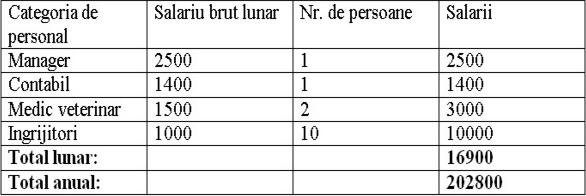 Categoria de personal Salariu brut lunar Nr. de persoane Salarii
Manager 2500 1 2500
Contabil 1400 1 1400
Medic veterinar 1500 2 3000
Ingrijitori 1000 10 10000
Total lunar: 16900
Total anual: 202800